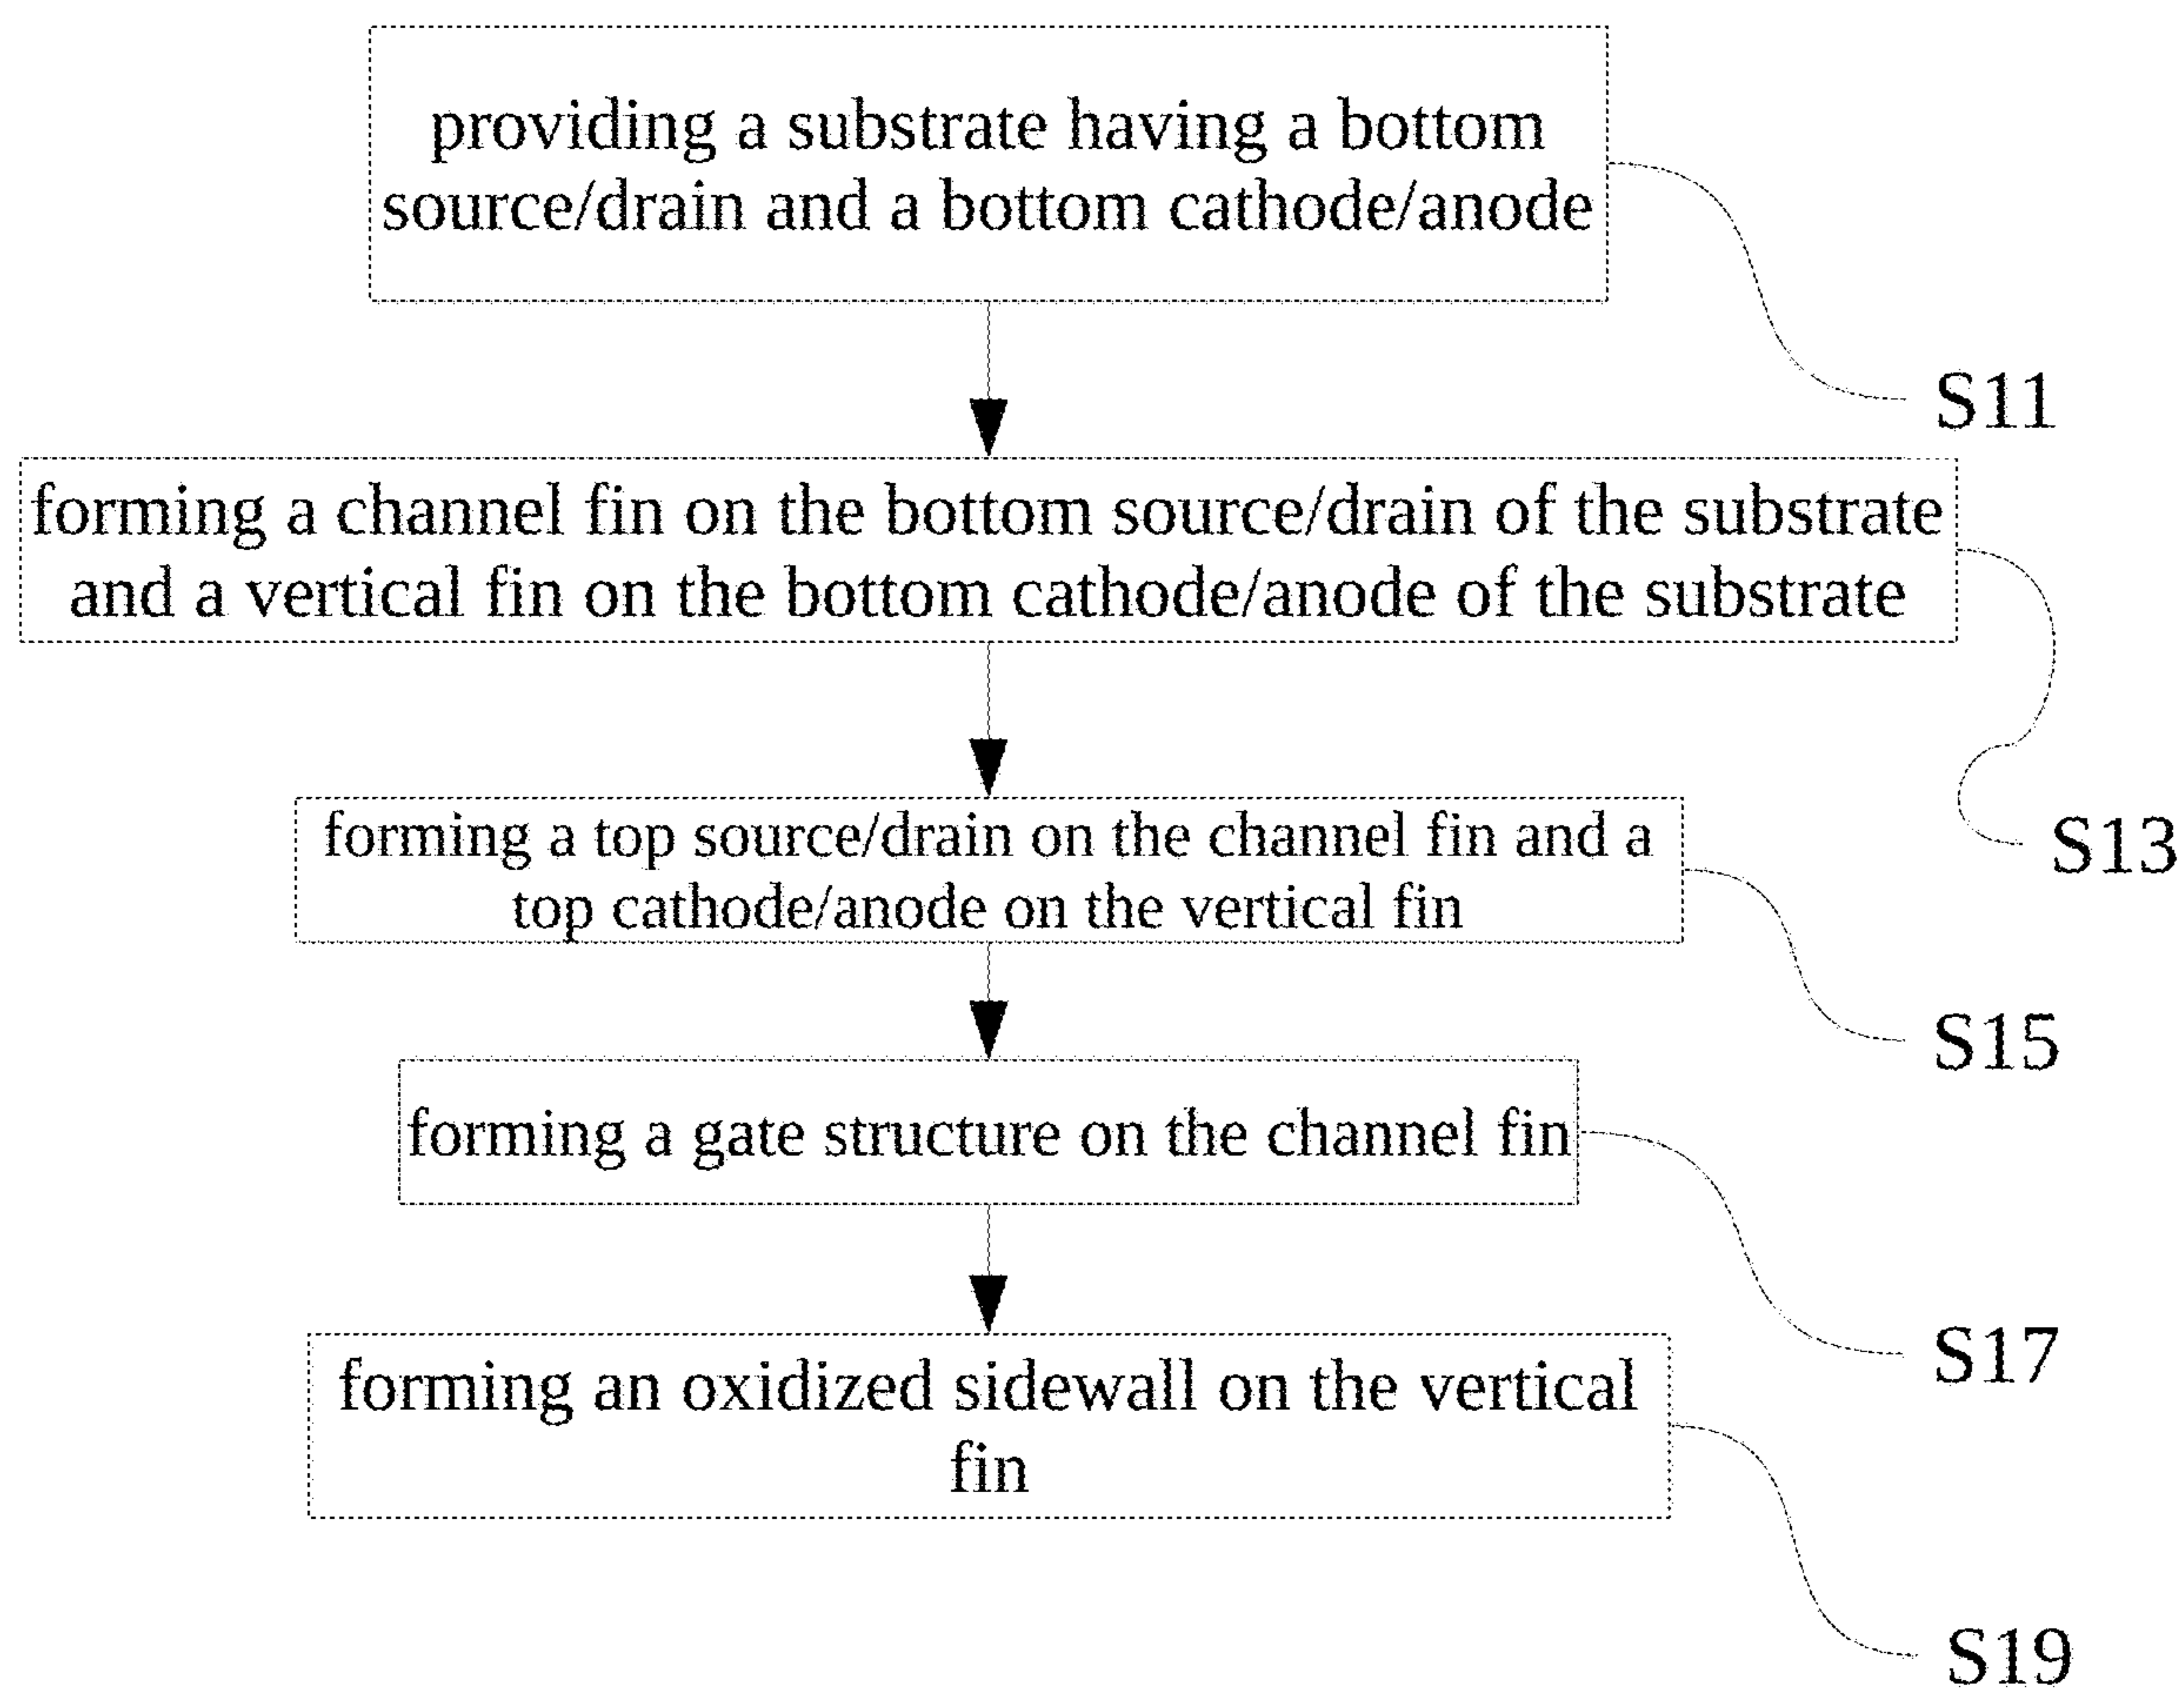 providing a substrate having a bottom
source/drain and a bottom cathode/anode
S11
forming a channel fin on the bottom source/drain of the substrate
and a vertical fin on the bottom cathode/anode of the substrate
S13
forming a top source/drain on the channel fin and a
top cathode/anode on the vertical fin
S15
forming a gate structure on the channel fin
S17
forming an oxidized sidewall on the vertical
fin
S19